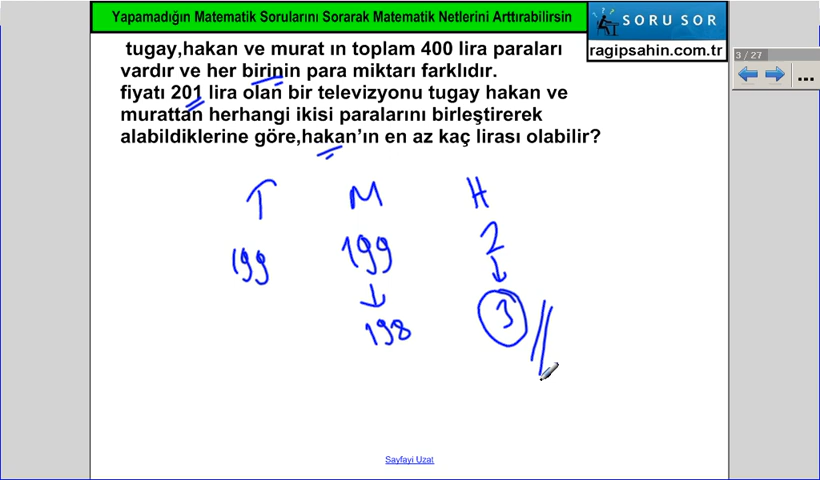 Yapamadığın Matematik Sorularını Sorarak Matematik Netlerini Arttırabilirsin
SORU SOR
ragipsahin.com.tr
3 / 27
tugay,hakan ve murat ın toplam 400 lira paraları
vardır ve her birinin para miktarı farklıdır.
fiyatı 201 lira olan bir televizyonu tugay hakan ve
murattan herhangi ikisi paralarını birleştirerek
alabildiklerine göre,hakan'ın en az kaç lirası olabilir?
T M H
199 199 2
198 3
Sayfayi Uzat